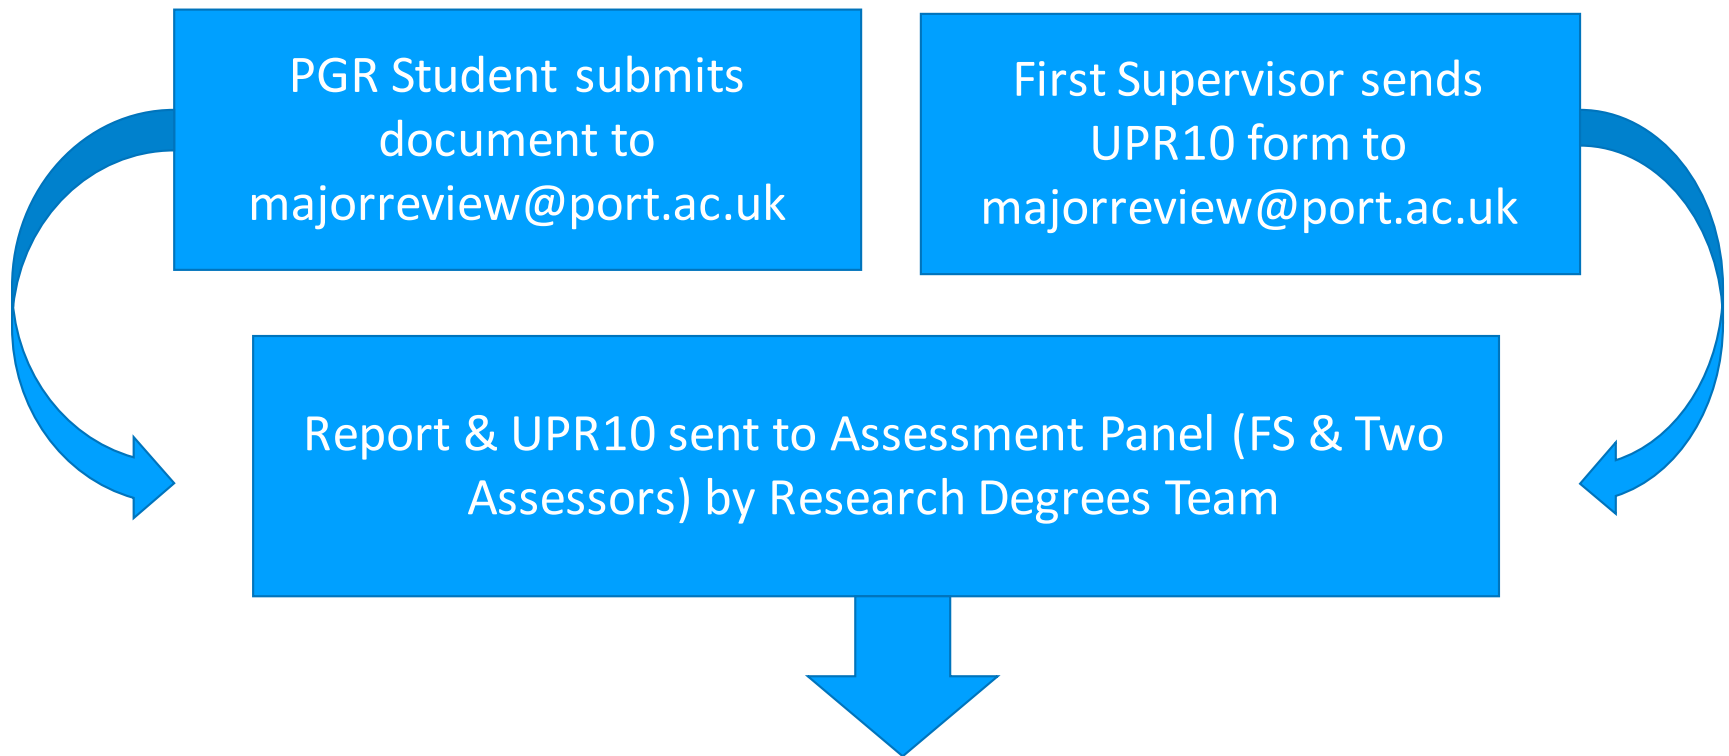 PGR Student submits
document to
majorreview@port.ac.uk
First Supervisor sends
UPR10 form to
majorreview@port.ac.uk
Report & UPR10 sent to Assessment Panel (FS & Two
Assessors) by Research Degrees Team